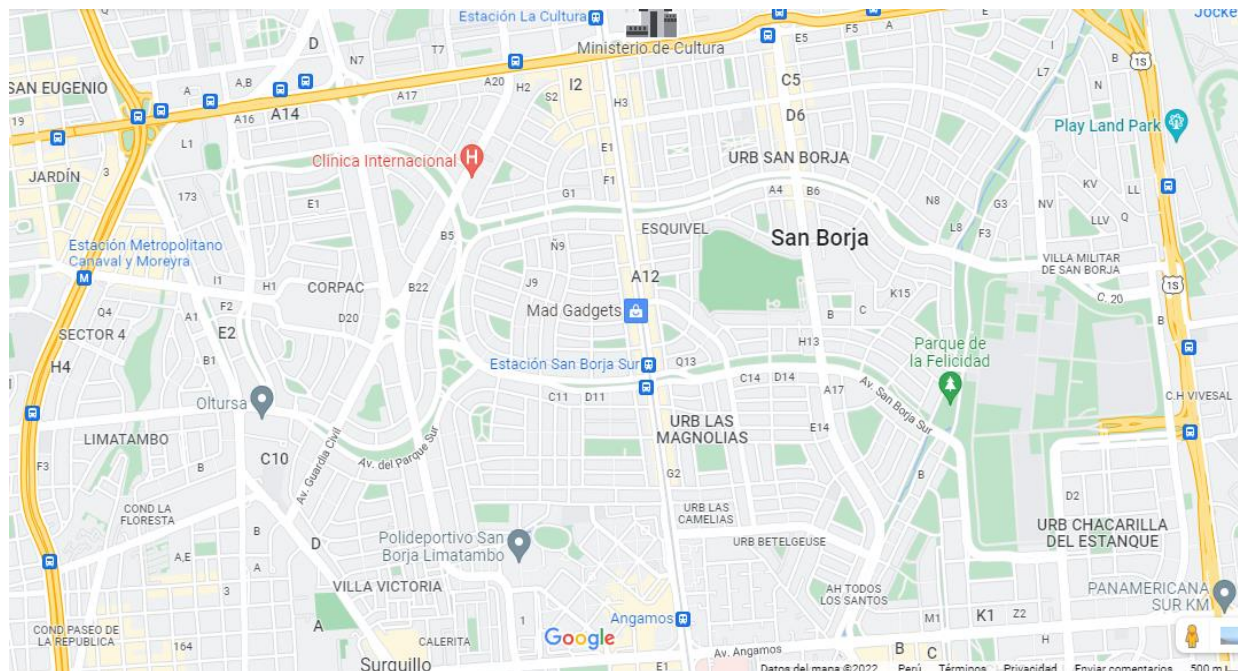 Estación La Cultura
Ministerio de Cultura
Jocke
D
N7
T7
E5
F5
A
I
L7
B
1S
SAN EUGENIO
A
A,B
A20
H2
I2
C5
N
A17
S2
H3
19
A16
A14
D6
Play Land Park
L1
E1
Clínica Internacional
H
URB SAN BORJA
JARDÍN
3
173
F1
KV
LL
E1
G1
A4
B6
N8
G3
NV
LLV
Q
Estación Metropolitano
Canaval y Moreyra
M
B5
Ñ9
ESQUIVEL
San Borja
L8
F3
VILLA MILITAR
DE SAN BORJA
I1
H1
CORPAC
B22
J9
A12
1S
K15
C. 20
Q4
A1
F2
E2
D20
Mad Gadgets
B
C
B
SECTOR 4
B1
H13
Parque de
la Felicidad
H4
Estación San Borja Sur
Q13
C14
D14
A17
Av. San Borja Sur
Oltursa
C11
D11
C.H VIVESAL
LIMATAMBO
URB LAS
MAGNOLIAS
E14
F3
B
C10
Av. Guardia Civil
Av. del Parque Sur
G2
B
COND LA
FLORESTA
URB LAS
CAMELIAS
D2
B
D
Polideportivo San
Borja Limatambo
URB BETELGEUSE
URB CHACARILLA
DEL ESTANQUE
A,E
A
VILLA VICTORIA
AH TODOS
LOS SANTOS
PANAMERICANA
SUR KM
3
1
Angamos
M1
K1
Z2
COND PASEO DE
LA REPUBLICA
164
A
CALERITA
Google
B
C
H
Surquillo
E1
Av. Angamos
Datos del mapa ©2022
Perú
Términos
Privacidad
Enviar comentarios
500 m